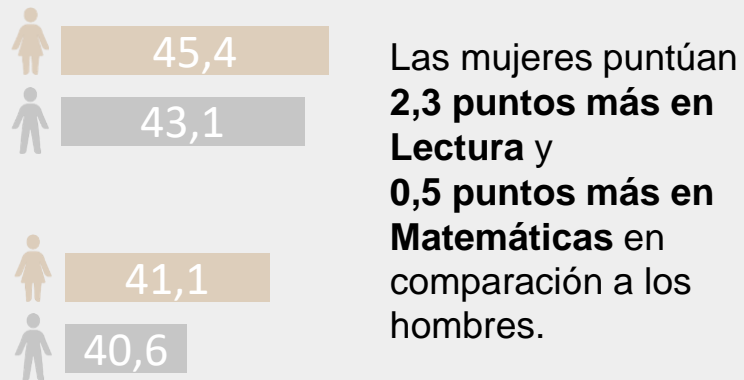 45,4
43,1
41,1
40,6
Las mujeres puntúan
2,3 puntos más en
Lectura y
0,5 puntos más en
Matemáticas en
comparación a los
hombres.